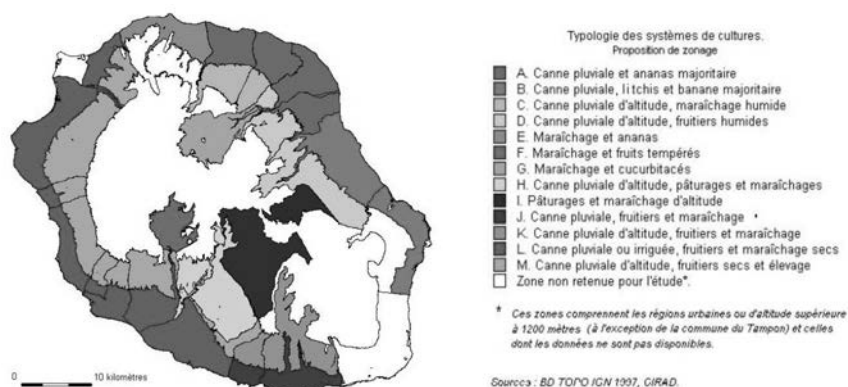 Typologie des systèmes de cultures.
Proposition de zonage
A. Canne pluviale et ananas majoritaire
B. Canne pluviale, litchis et banane majoritaire
C. Canne pluviale d'altitude, maraîchage humide
D. Canne pluviale d'altitude, fruitiers humides
E. Maraîchage et ananas
F. Maraîchage et fruits tempérés
G. Maraîchage et cucurbitacés
H. Canne pluviale d'altitude, pâturages et maraîchages
I. Pâturages et maraîchage d'altitude
J. Canne pluviale, fruitiers et maraîchage
K. Canne pluviale d'altitude, fruitiers et maraîchage
L. Canne pluviale ou irriguée, fruitiers et maraîchage secs
M. Canne pluviale d'altitude, fruitiers secs et élevage
Zone non retenue pour l'étude*.
* Ces zones comprennent les régions urbaines ou d'altitude supérieure
à 1200 mètres (à l'exception de la commune du Tampon) et celles
dont les données ne sont pas disponibles.
0 10 kilomètres
Sources : BD TOPO IGN 1997, CIRAD.